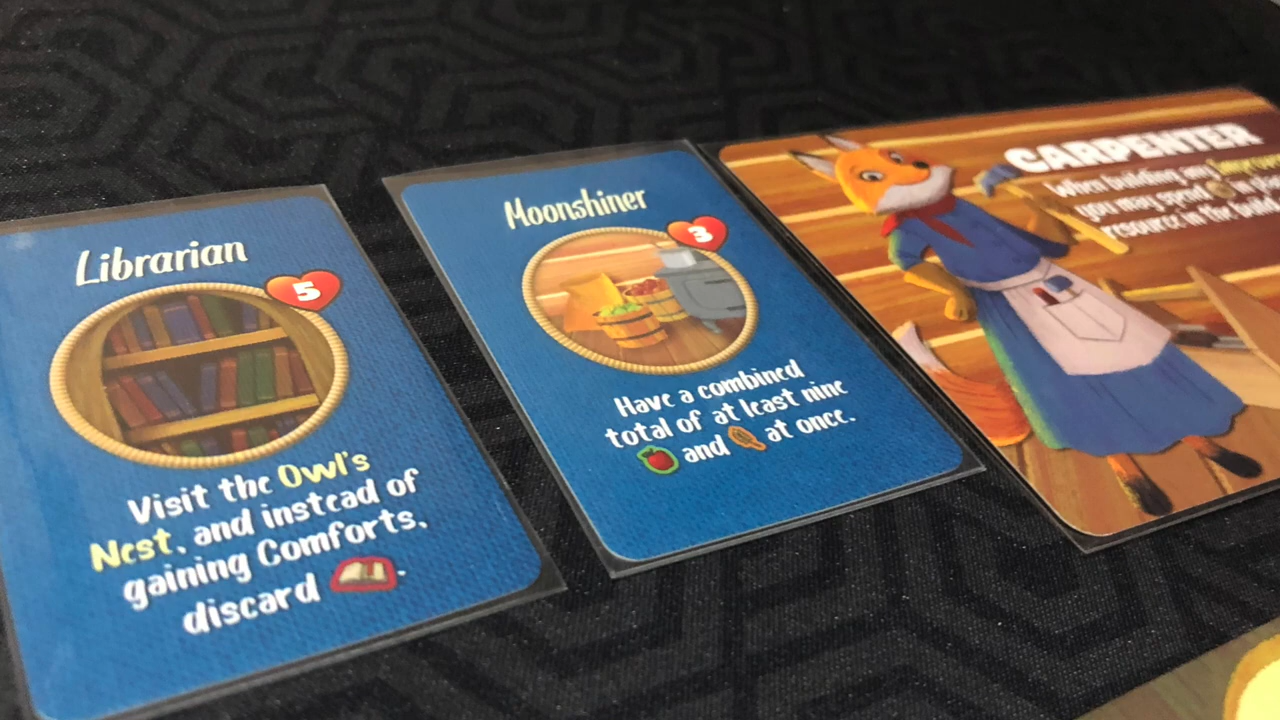 Librarian
5
Visit the Owl's
Nest, and instead of
gaining Comforts,
discard .
Moonshiner
3
Have a combined
total of at least nine
and at once.
CARPENTER
When building any
you may spend in
resource in the